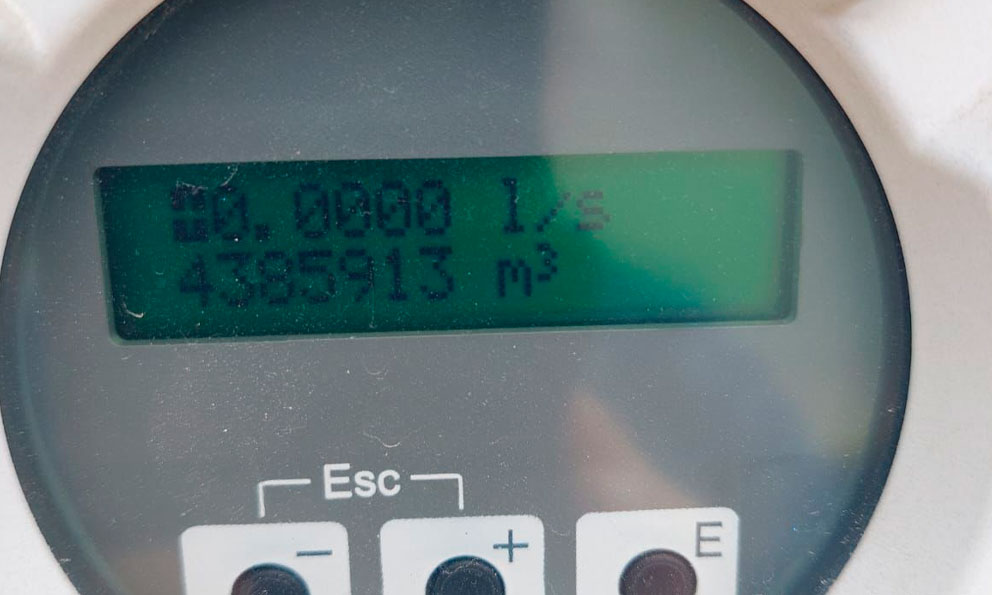 0.0000 l/s
4385913 m³
Esc
− + E